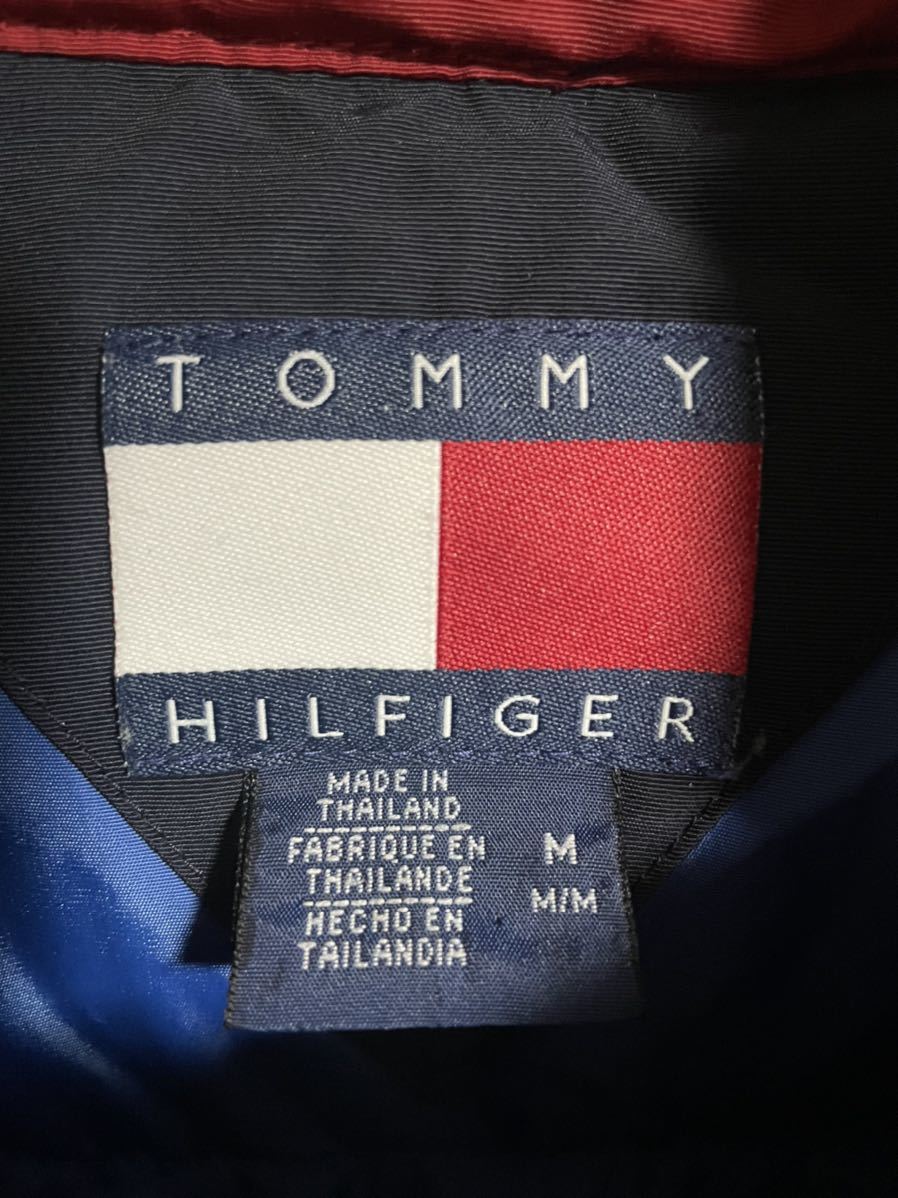 TOMMY
HILFIGER
MADE IN
THAILAND
FABRIQUE EN
THAILANDE
HECHO EN
TAILANDIA
M
M/M